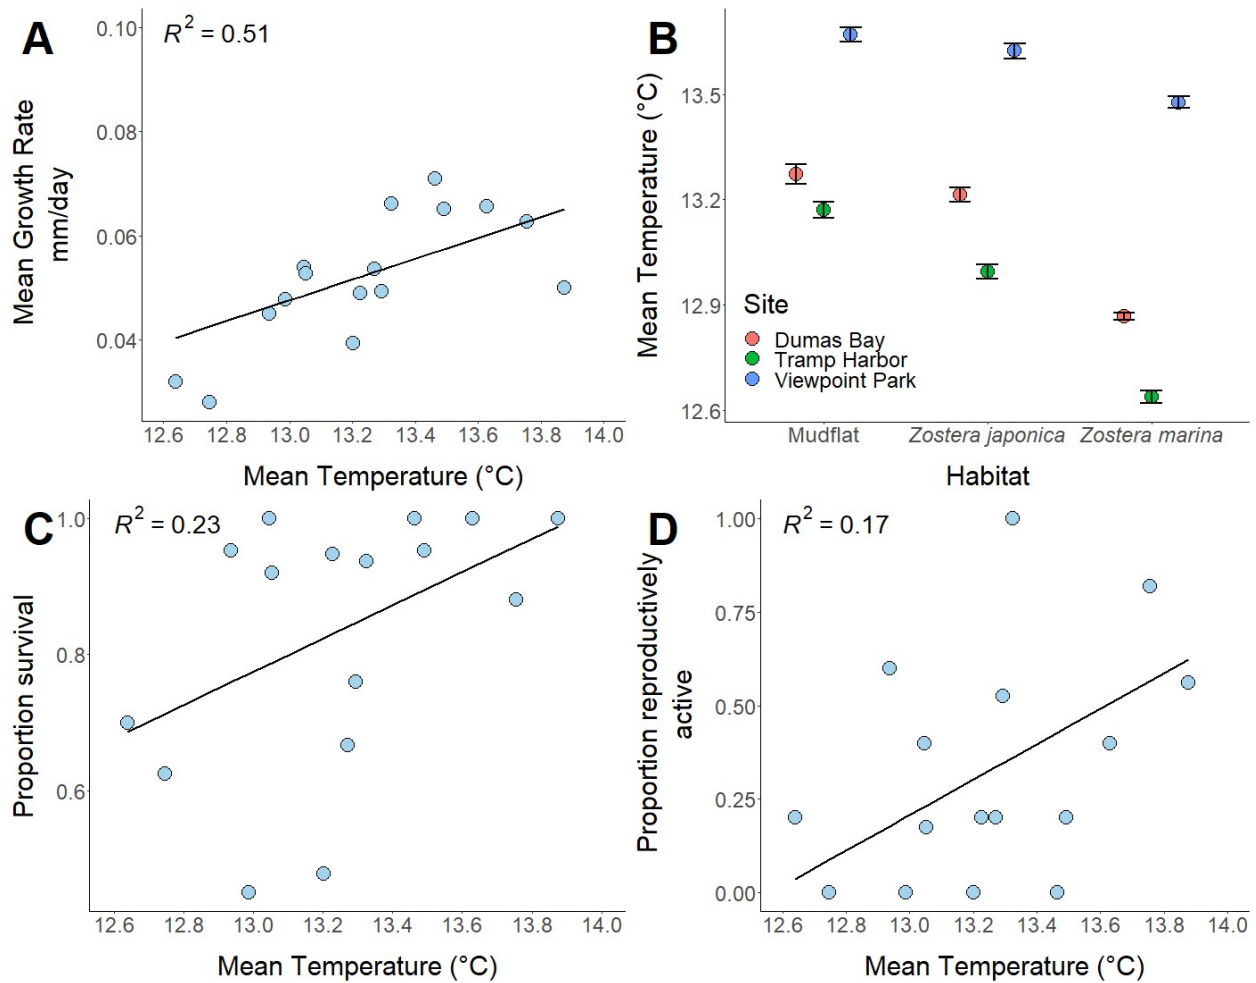 A
R² = 0.51
Mean Growth Rate
mm/day
0.10
0.08
0.06
0.04
12.6 12.8 13.0 13.2 13.4 13.6 13.8 14.0
Mean Temperature (°C)
B
Mean Temperature (°C)
13.5
13.2
12.9
12.6
Site
Dumas Bay
Tramp Harbor
Viewpoint Park
Mudflat Zostera japonica Zostera marina
Habitat
C
R² = 0.23
Proportion survival
1.0
0.8
0.6
12.6 12.8 13.0 13.2 13.4 13.6 13.8 14.0
Mean Temperature (°C)
D
R² = 0.17
Proportion reproductively
active
1.00
0.75
0.50
0.25
0.00
12.6 12.8 13.0 13.2 13.4 13.6 13.8 14.0
Mean Temperature (°C)